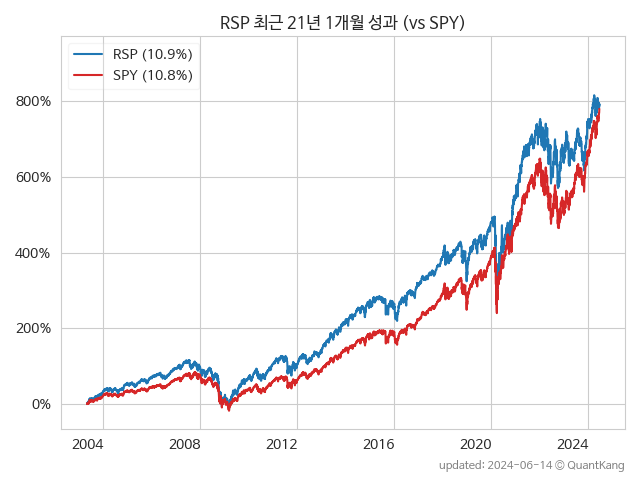 RSP 최근 21년 1개월 성과 (vs SPY)
RSP (10.9%)
SPY (10.8%)
800%
600%
400%
200%
0%
2004 2008 2012 2016 2020 2024
updated: 2024-06-14 © QuantKang